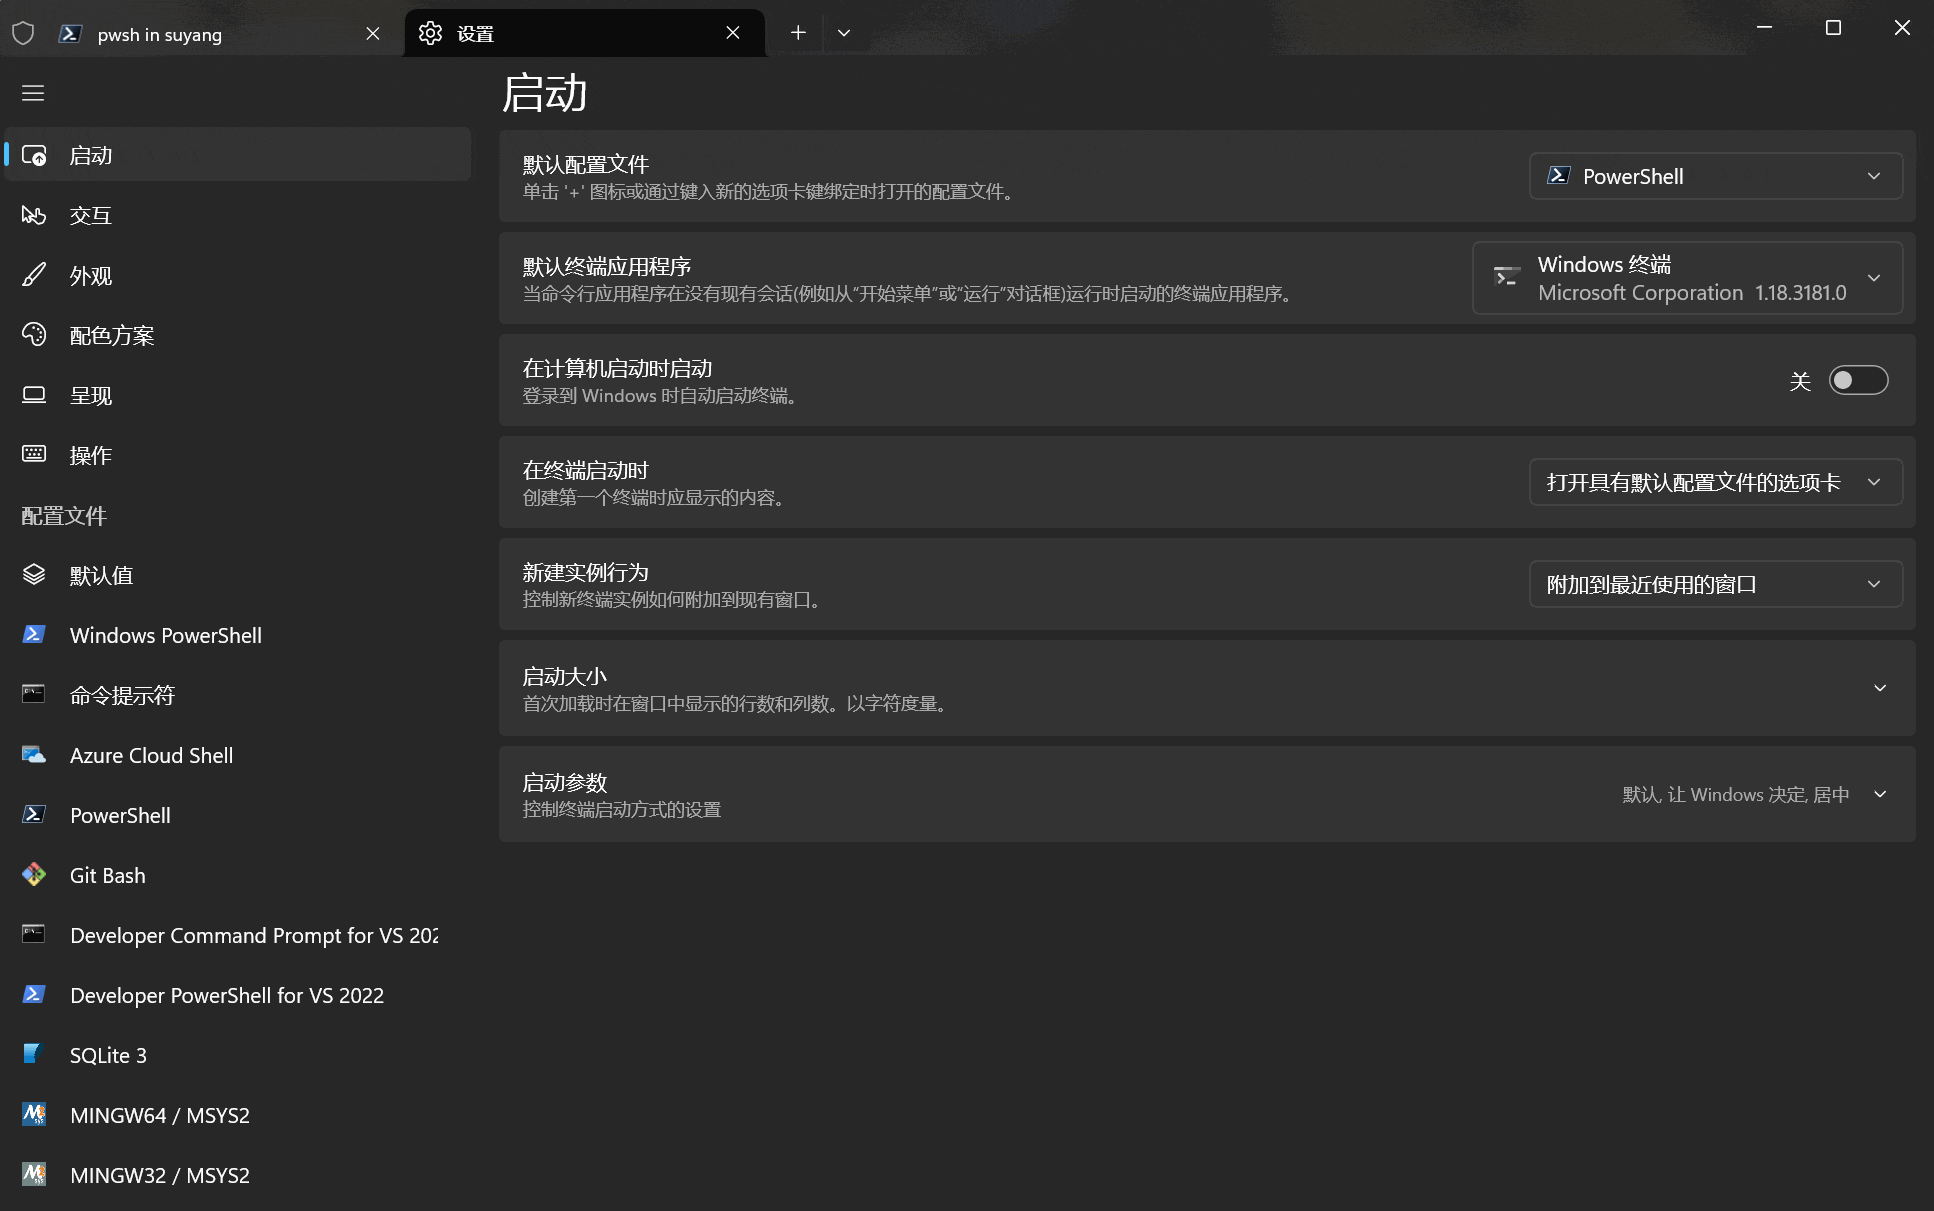 pwsh in suyang
设置
启动
启动
交互
外观
配色方案
呈现
操作
配置文件
默认值
Windows PowerShell
命令提示符
Azure Cloud Shell
PowerShell
Git Bash
Developer Command Prompt for VS 202
Developer PowerShell for VS 2022
SQLite 3
MINGW64 / MSYS2
MINGW32 / MSYS2
默认配置文件
单击 '+' 图标或通过键入新的选项卡键绑定时打开的配置文件。
PowerShell
默认终端应用程序
当命令行应用程序在没有现有会话(例如从“开始菜单”或“运行”对话框)运行时启动的终端应用程序。
Windows 终端
Microsoft Corporation 1.18.3181.0
在计算机启动时启动
登录到 Windows 时自动启动终端。
关
在终端启动时
创建第一个终端时应显示的内容。
打开具有默认配置文件的选项卡
新建实例行为
控制新终端实例如何附加到现有窗口。
附加到最近使用的窗口
启动大小
首次加载时在窗口中显示的行数和列数。以字符度量。
启动参数
控制终端启动方式的设置
默认, 让 Windows 决定, 居中